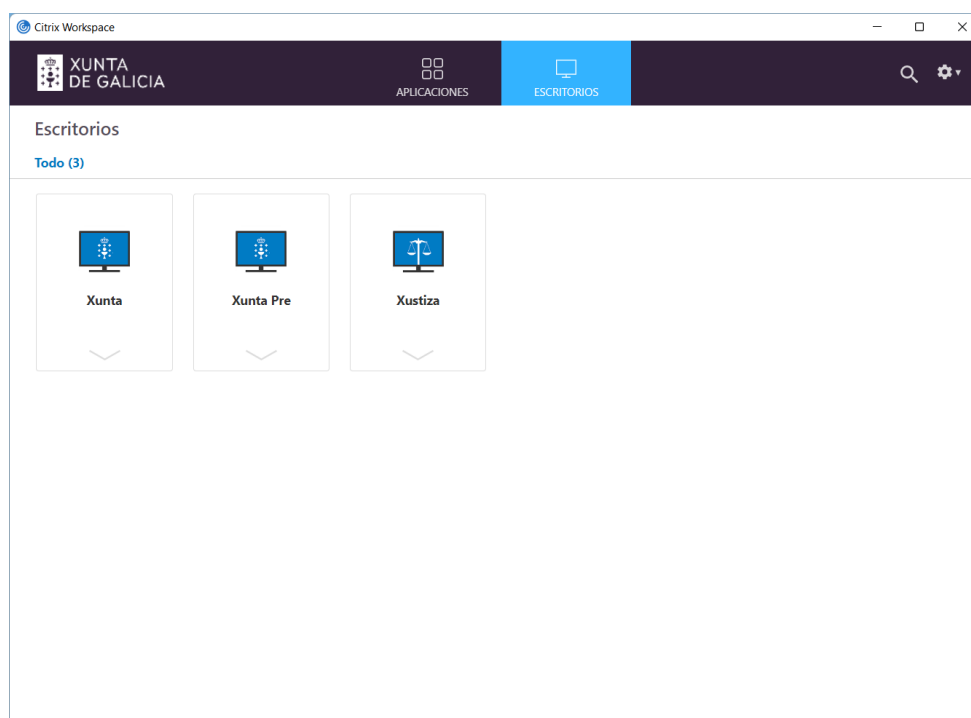 Citrix Workspace
XUNTA
DE GALICIA
APLICACIONES
ESCRITORIOS
Escritorios
Todo (3)
Xunta
Xunta Pre
Xustiza